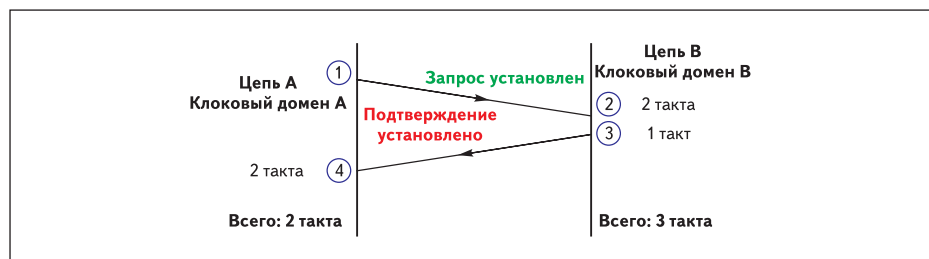 Цепь А
Клоковый домен А
1
Запрос установлен
Цепь В
Клоковый домен В
2 2 такта
Подтверждение
установлено
3 1 такт
2 такта 4
Всего: 2 такта
Всего: 3 такта